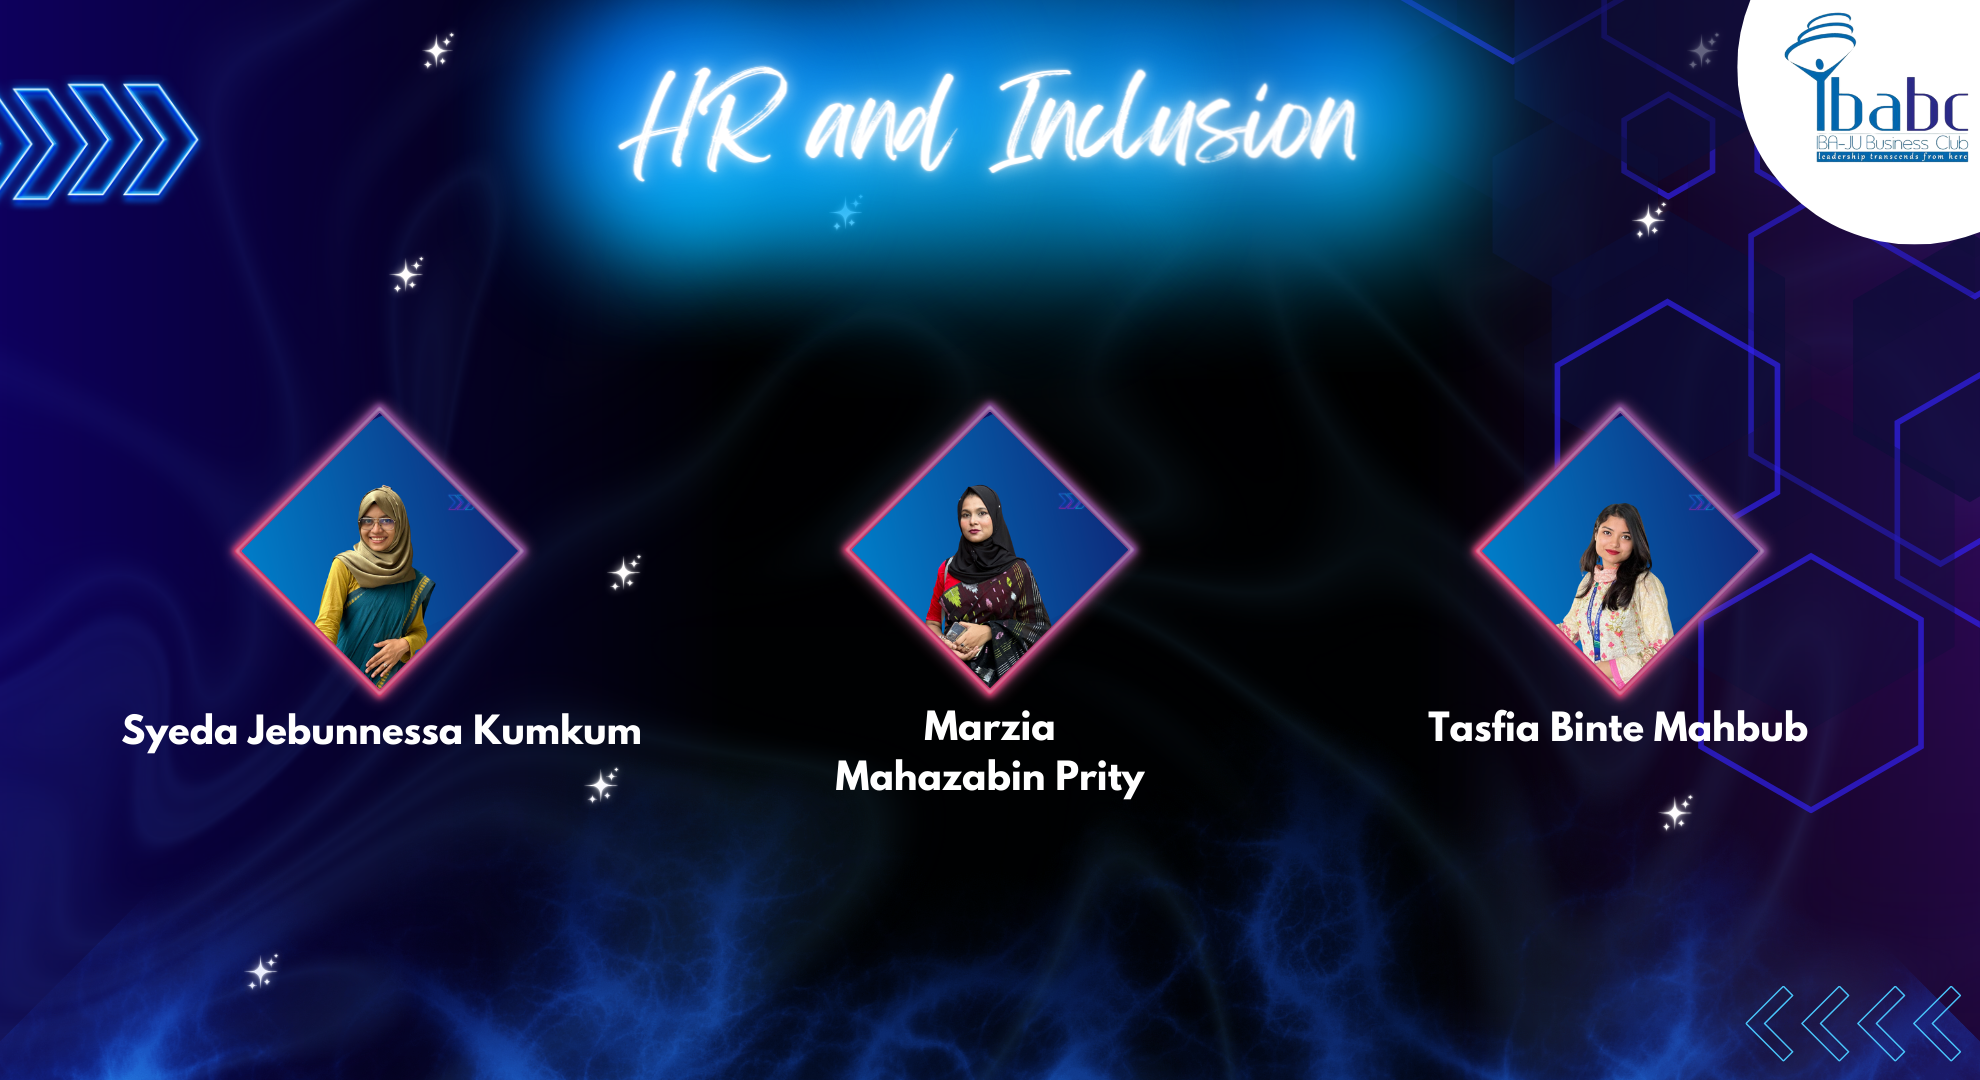 HR and Inclusion
ibabc
IBA-JU Business Club
leadership transcends from here
Syeda Jebunnessa Kumkum
Marzia
Mahazabin Prity
Tasfia Binte Mahbub